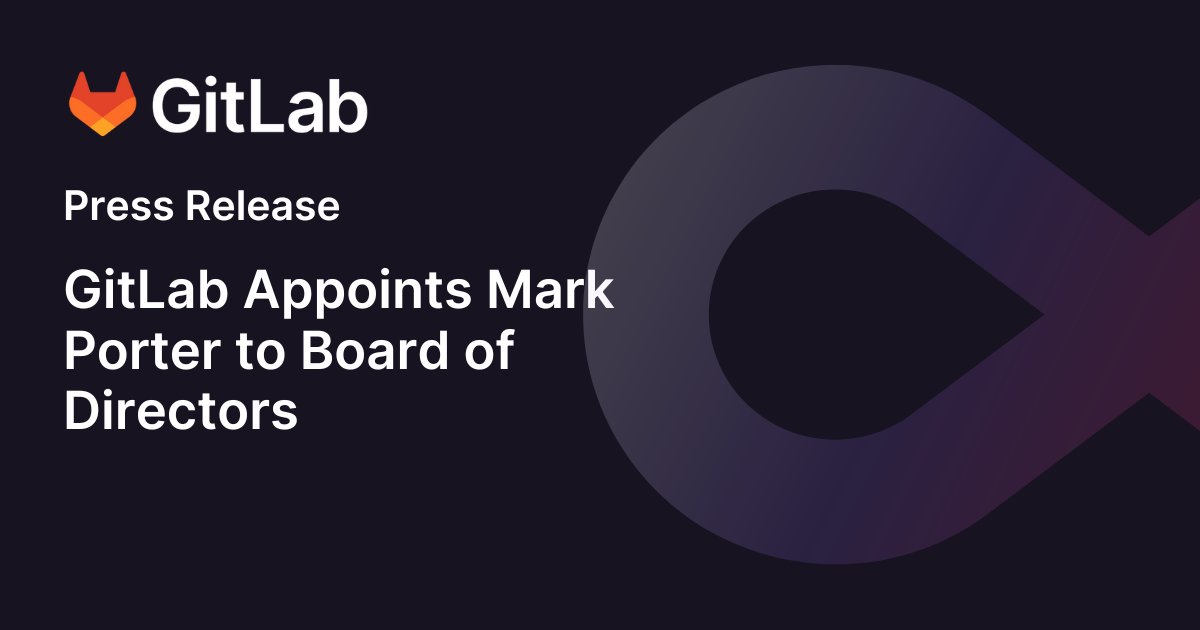 GitLab
Press Release
GitLab Appoints Mark
Porter to Board of
Directors